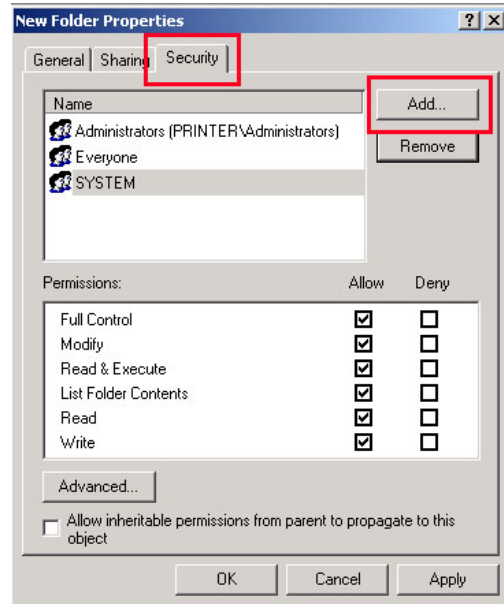 New Folder Properties
General Sharing Security
Name
Add...
Administrators (PRINTER\Administrators)
Everyone
Remove
SYSTEM
Permissions: Allow Deny
Full Control
Modify
Read & Execute
List Folder Contents
Read
Write
Advanced...
Allow inheritable permissions from parent to propagate to this
object
OK Cancel Apply